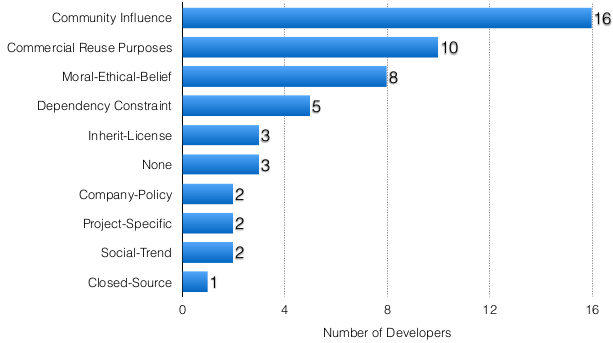 Community Influence 16
Commercial Reuse Purposes 10
Moral-Ethical-Belief 8
Dependency Constraint 5
Inherit-License 3
None 3
Company-Policy 2
Project-Specific 2
Social-Trend 2
Closed-Source 1
0 4 8 12 16
Number of Developers